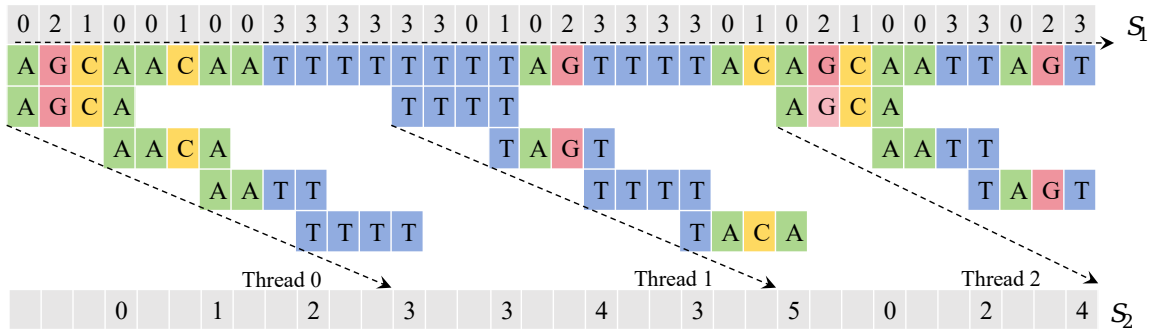 0 2 1 0 0 1 0 0 3 3 3 3 3 3 0 1 0 2 3 3 3 3 0 1 0 2 1 0 0 3 3 0 2 3 S1
A G C A A C A A T T T T T T T T A G T T T T A C A G C A A T T A G T
A G C A T T T T A G C A
A A C A T A G T A A T T
A A T T T T T T T A G T
T T T T T A C A
Thread 0 Thread 1 Thread 2
0 1 2 3 3 4 3 5 0 2 4 S2